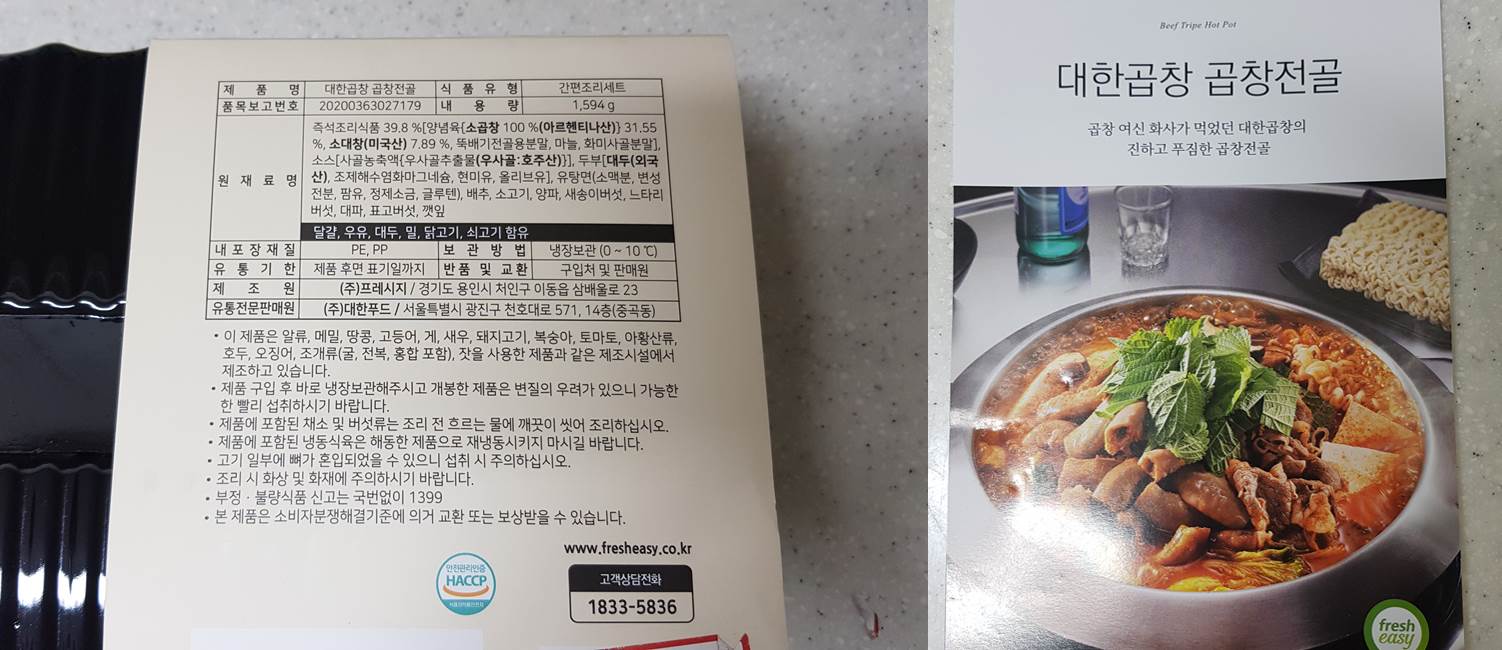 제 품 명 대한곱창 곱창전골 식 품 유 형 간편조리세트
품목보고번호 20200363027179 내 용 량 1,594 g
원 재 료 명
즉석조리식품 39.8 %[양념육{소곱창 100 %(아르헨티나산)} 31.55
%, 소대창(미국산) 7.89 %, 뚝배기전골용분말, 마늘, 화미사골분말],
소스[사골농축액{우사골추출물(우사골:호주산)}], 두부[대두(외국
산), 조제해수염화마그네슘, 현미유, 올리브유], 유탕면(소맥분, 변성
전분, 팜유, 정제소금, 글루텐), 배추, 소고기, 양파, 새송이버섯, 느타리
버섯, 대파, 표고버섯, 깻잎
달걀, 우유, 대두, 밀, 닭고기, 쇠고기 함유
내 포 장 재 질 PE, PP 보 관 방 법 냉장보관 (0 ~ 10 ℃)
유 통 기 한 제품 후면 표기일까지 반 품 및 교 환 구입처 및 판매원
제 조 원 (주)프레시지 / 경기도 용인시 처인구 이동읍 삼배울로 23
유통전문판매원 (주)대한푸드 / 서울특별시 광진구 천호대로 571, 14층(중곡동)
• 이 제품은 알류, 메밀, 땅콩, 고등어, 게, 새우, 돼지고기, 복숭아, 토마토, 아황산류,
호두, 오징어, 조개류(굴, 전복, 홍합 포함), 잣을 사용한 제품과 같은 제조시설에서
제조하고 있습니다.
• 제품 구입 후 바로 냉장보관해주시고 개봉한 제품은 변질의 우려가 있으니 가능한
한 빨리 섭취하시기 바랍니다.
• 제품에 포함된 채소 및 버섯류는 조리 전 흐르는 물에 깨끗이 씻어 조리하십시오.
• 제품에 포함된 냉동식육은 해동한 제품으로 재냉동시키지 마시길 바랍니다.
• 고기 일부에 뼈가 혼입되었을 수 있으니 섭취 시 주의하십시오.
• 조리 시 화상 및 화재에 주의하시기 바랍니다.
• 부정 · 불량식품 신고는 국번없이 1399
• 본 제품은 소비자분쟁해결기준에 의거 교환 또는 보상받을 수 있습니다.
www.fresheasy.co.kr
안전관리인증
HACCP
고객상담전화
1833-5836
Beef Tripe Hot Pot
대한곱창 곱창전골
곱창 여신 화사가 먹었던 대한곱창의
진하고 푸짐한 곱창전골
fresh
easy